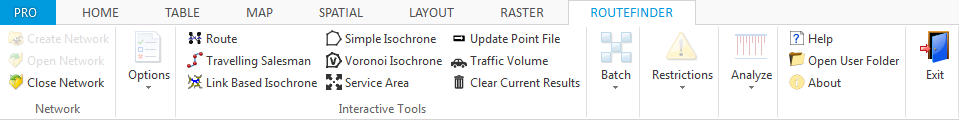 PRO HOME TABLE MAP SPATIAL LAYOUT RASTER ROUTEFINDER
Create Network
Open Network
Close Network
Network
Options
Route
Travelling Salesman
Link Based Isochrone
Simple Isochrone
Voronoi Isochrone
Service Area
Update Point File
Traffic Volume
Clear Current Results
Interactive Tools
Batch
Restrictions
Analyze
Help
Open User Folder
About
Exit